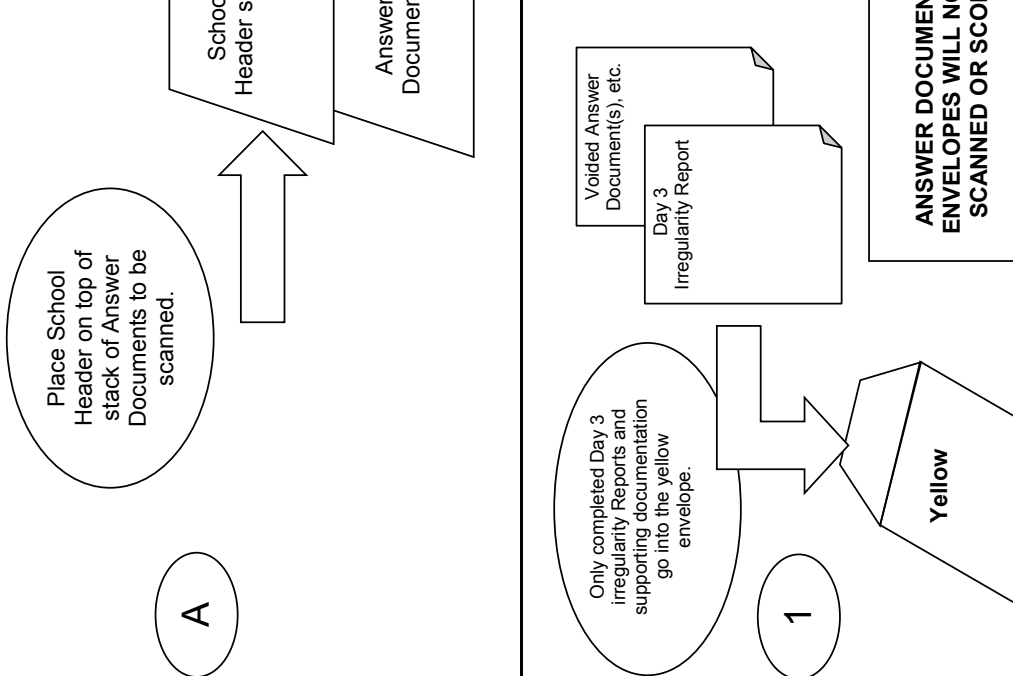 A
Place School
Header on top of
stack of Answer
Documents to be
scanned.
Schoo
Header s
Answer
Documen
1
Only completed Day 3
irregularity Reports and
supporting documentation
go into the yellow
envelope.
Voided Answer
Document(s), etc.
Day 3
Irregularity Report
Yellow
ANSWER DOCUMEN
ENVELOPES WILL NO
SCANNED OR SCO